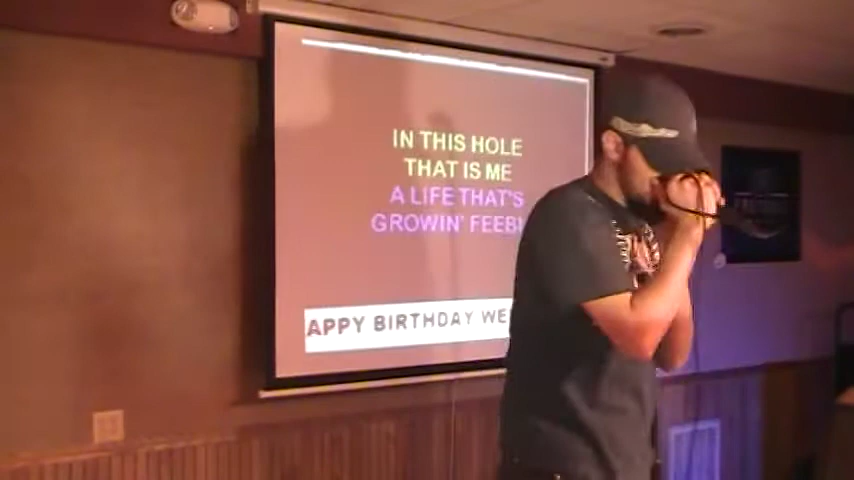 IN THIS HOLE
THAT IS ME
A LIFE THAT'S
GROWIN' FEEB
APPY BIRTHDAY WE